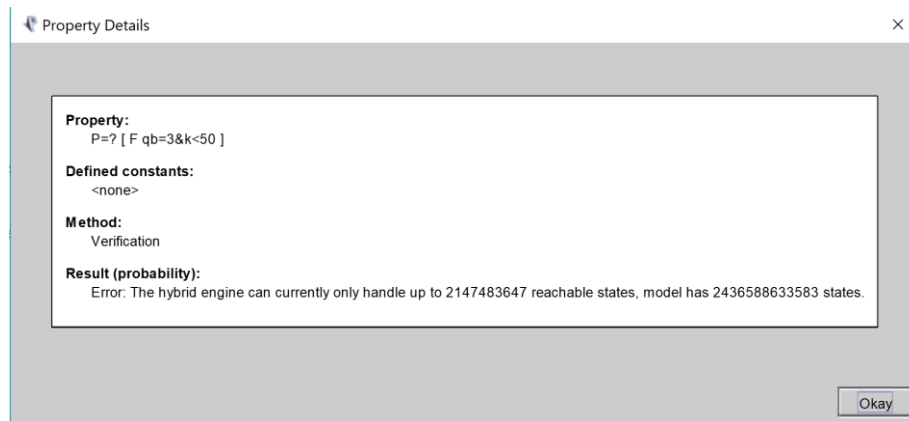 Property Details
Property:
P=? [ F qb=3&k<50 ]
Defined constants:
<none>
Method:
Verification
Result (probability):
Error: The hybrid engine can currently only handle up to 2147483647 reachable states, model has 2436588633583 states.
Okay